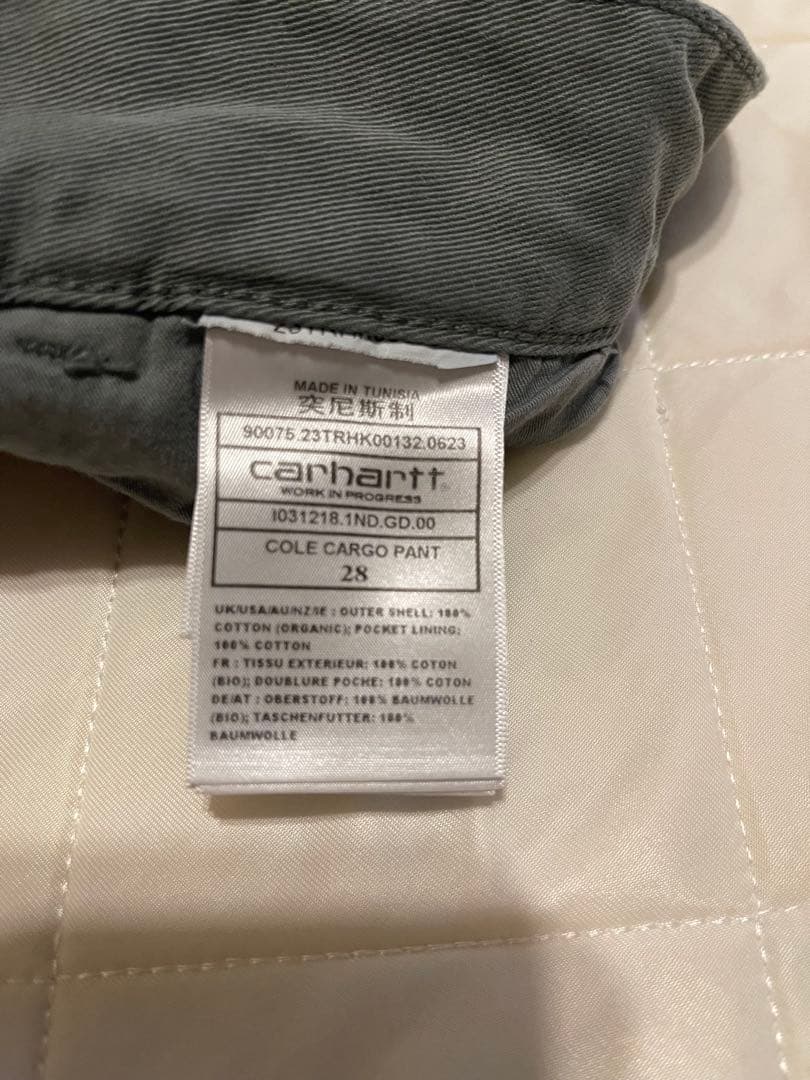 MADE IN TUNISIA
突尼斯制
90075.23TRHK00132.0623
carhartt
WORK IN PROGRESS
I031218.1ND.GD.00
COLE CARGO PANT
28
UK/USA/AU/NZ/IE : OUTER SHELL: 100%
COTTON (ORGANIC); POCKET LINING:
100% COTTON
FR : TISSU EXTERIEUR: 100% COTON
(BIO); DOUBLURE POCHE: 100% COTON
DE/AT : OBERSTOFF: 100% BAUMWOLLE
(BIO); TASCHENFUTTER: 100%
BAUMWOLLE